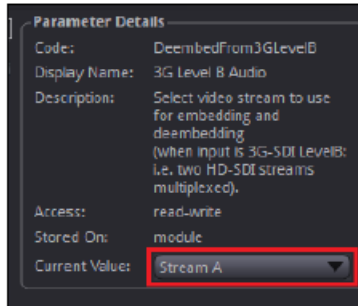 Parameter Details
Code: DeembedFrom3GLevelB
Display Name: 3G Level B Audio
Description: Select video stream to use
for embedding and
deembedding
(when input is 3G-SDI LevelB:
i.e. two HD-SDI streams
multiplexed).
Access: read-write
Stored On: module
Current Value: Stream A